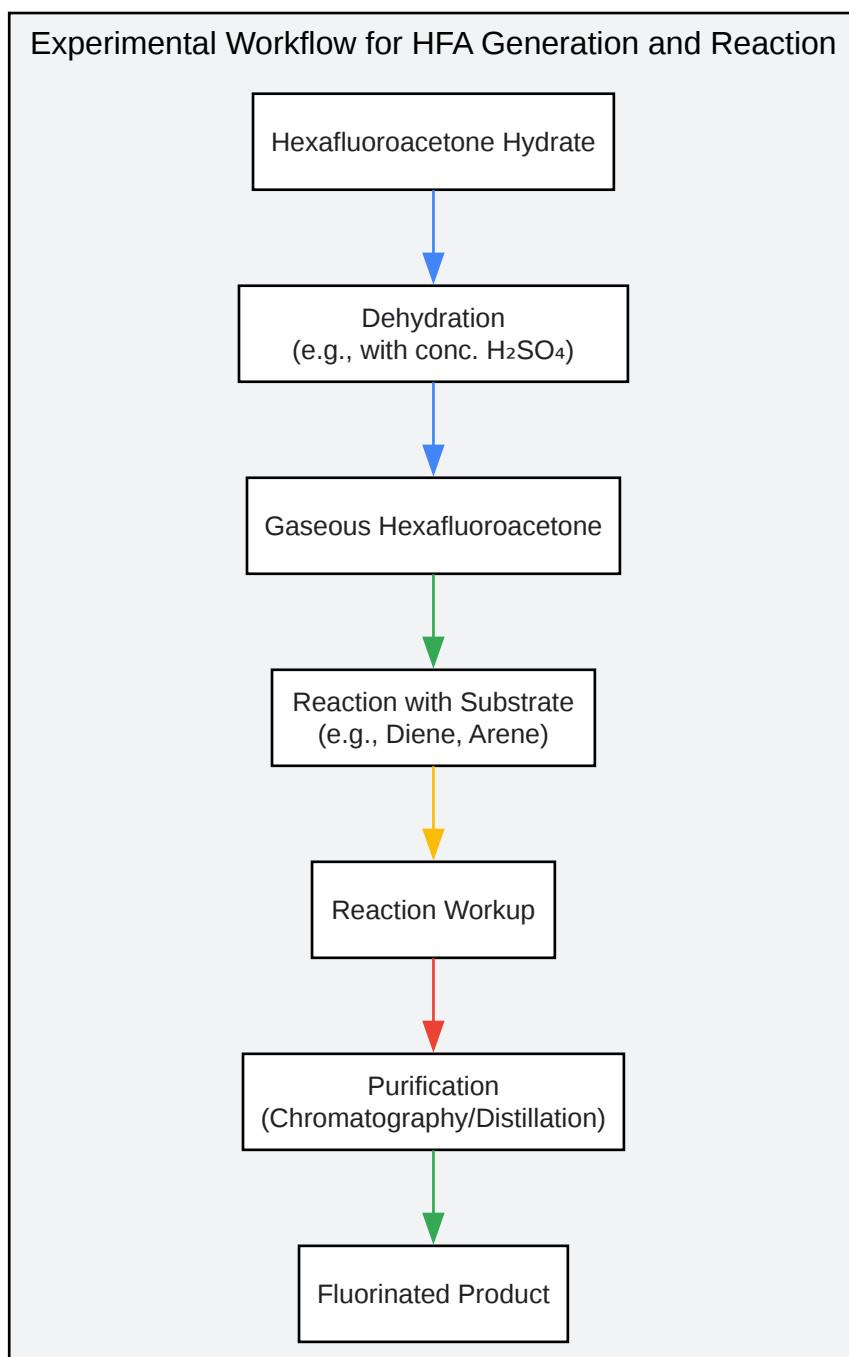 Experimental Workflow for HFA Generation and Reaction
Hexafluoroacetone Hydrate
Dehydration
(e.g., with conc. H₂SO₄)
Gaseous Hexafluoroacetone
Reaction with Substrate
(e.g., Diene, Arene)
Reaction Workup
Purification
(Chromatography/Distillation)
Fluorinated Product